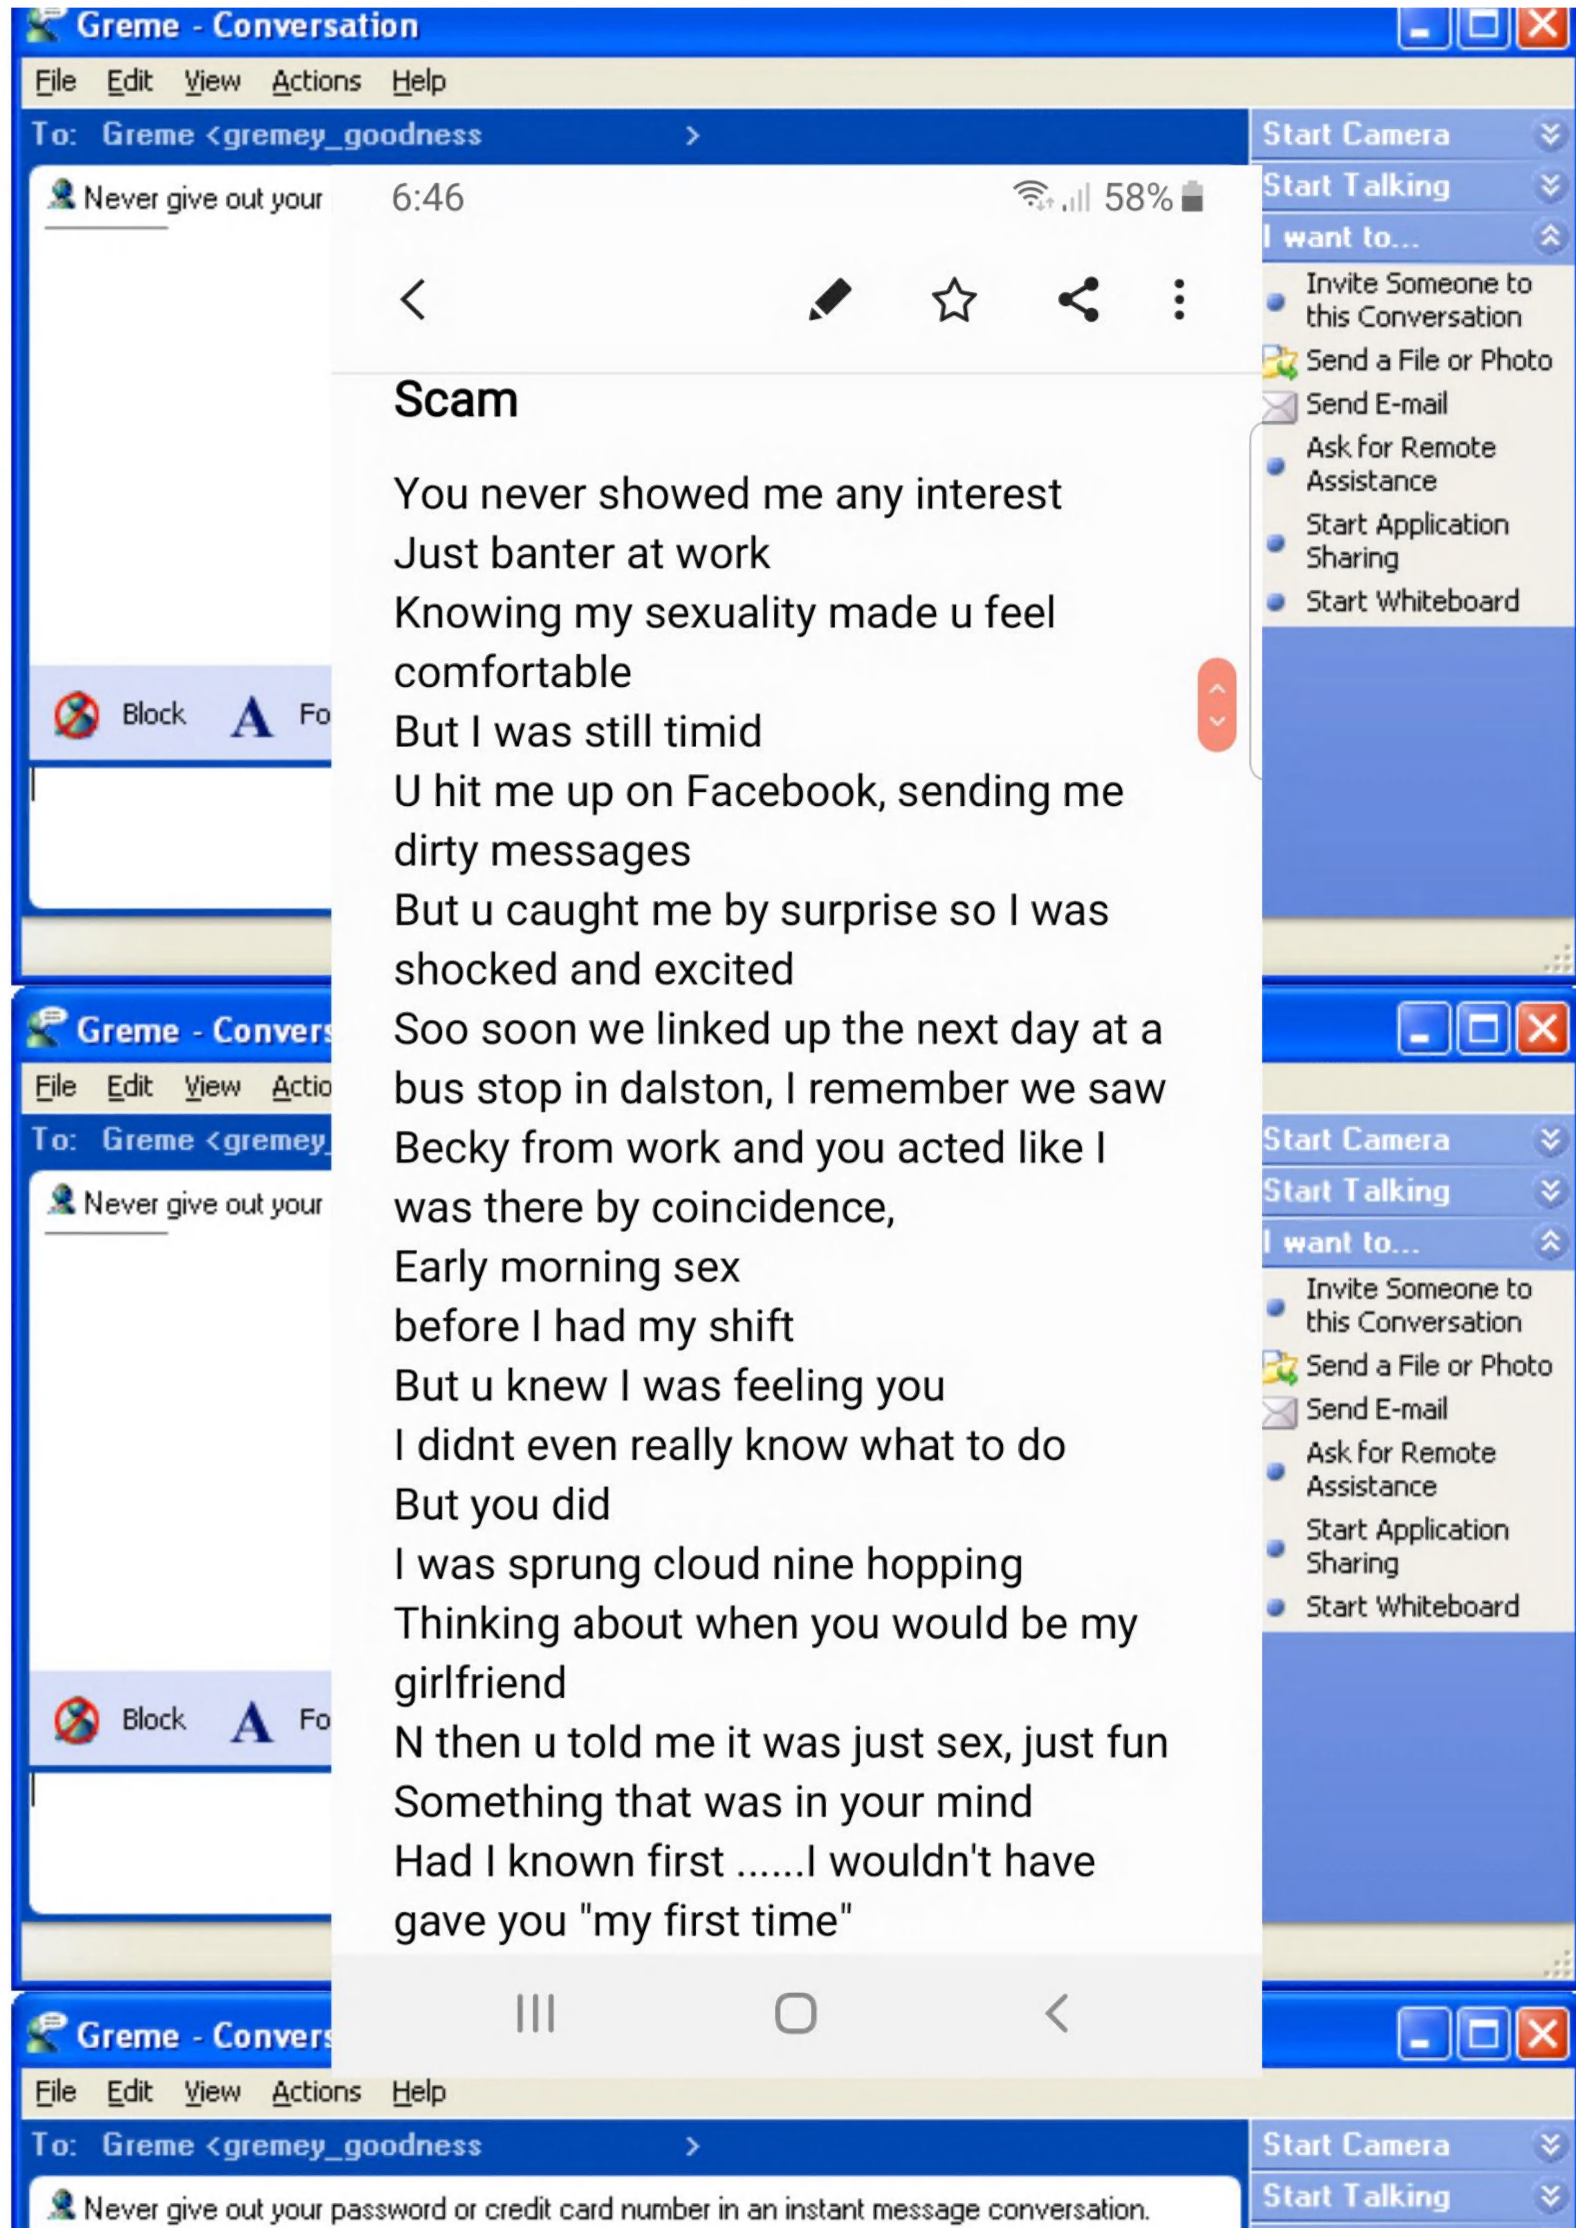 Greme - Conversation
File Edit View Actions Help
To: Greme <gremey_goodness >
Never give out your
Block A Fo
Start Camera
Start Talking
I want to...
Invite Someone to
this Conversation
Send a File or Photo
Send E-mail
Ask for Remote
Assistance
Start Application
Sharing
Start Whiteboard
6:46 58%
Scam
You never showed me any interest
Just banter at work
Knowing my sexuality made u feel
comfortable
But I was still timid
U hit me up on Facebook, sending me
dirty messages
But u caught me by surprise so I was
shocked and excited
Soo soon we linked up the next day at a
bus stop in dalston, I remember we saw
Becky from work and you acted like I
was there by coincidence,
Early morning sex
before I had my shift
But u knew I was feeling you
I didnt even really know what to do
But you did
I was sprung cloud nine hopping
Thinking about when you would be my
girlfriend
N then u told me it was just sex, just fun
Something that was in your mind
Had I known first ......I wouldn't have
gave you "my first time"
Greme - Convers
File Edit View Actio
To: Greme <gremey_
Never give out your
Block A Fo
Start Camera
Start Talking
I want to...
Invite Someone to
this Conversation
Send a File or Photo
Send E-mail
Ask for Remote
Assistance
Start Application
Sharing
Start Whiteboard
Greme - Convers
File Edit View Actions Help
To: Greme <gremey_goodness >
Never give out your password or credit card number in an instant message conversation.
Start Camera
Start Talking